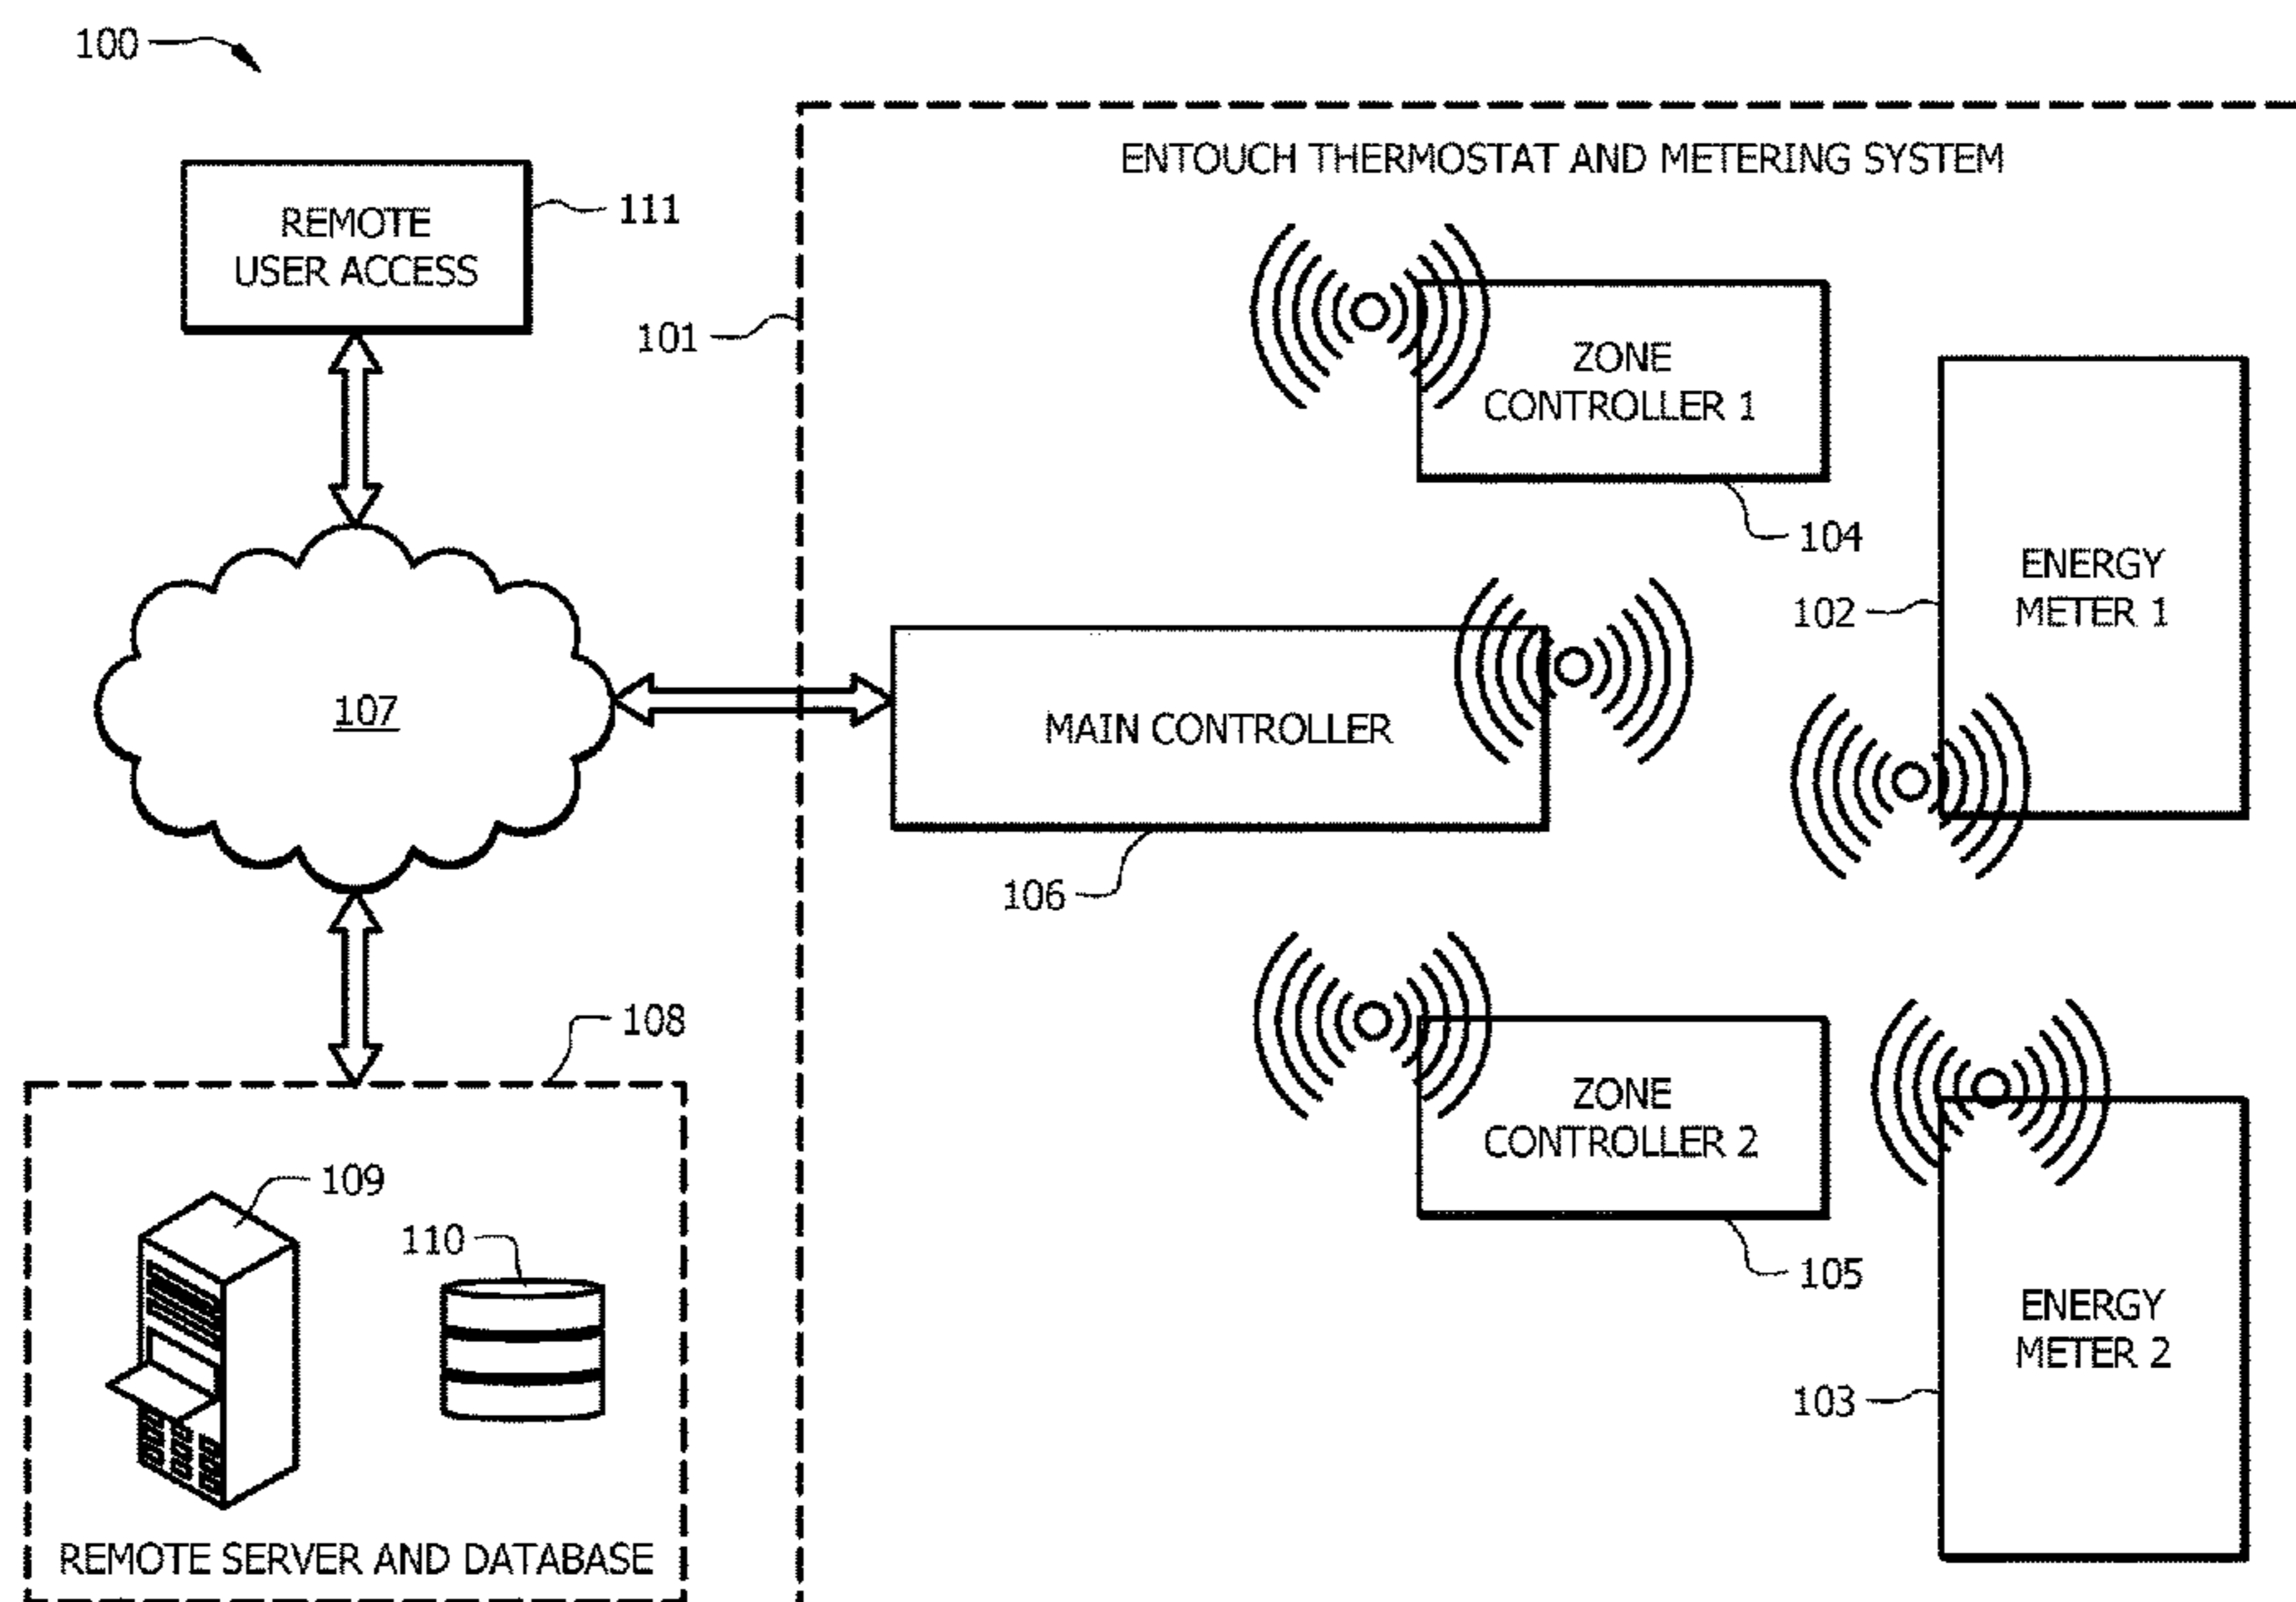 100
ENTOUCH THERMOSTAT AND METERING SYSTEM
REMOTE
USER ACCESS
111
101
ZONE
CONTROLLER 1
104
ENERGY
METER 1
102
107
MAIN CONTROLLER
106
108
ZONE
CONTROLLER 2
105
109
110
ENERGY
METER 2
103
REMOTE SERVER AND DATABASE